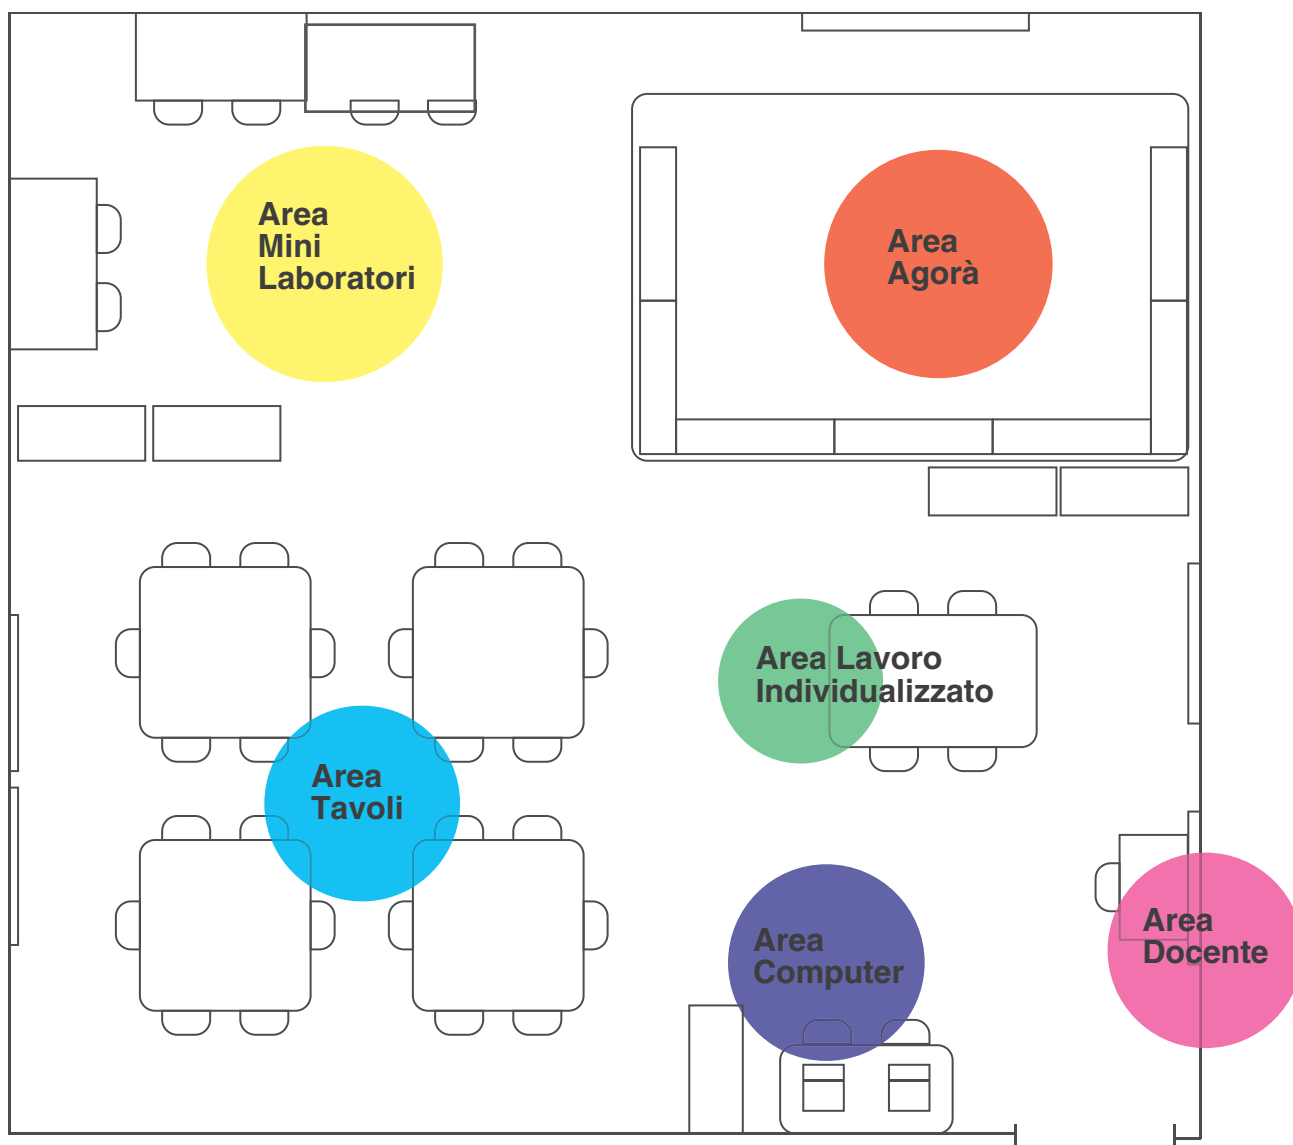 Area
Mini
Laboratori
Area
Agorà
Area Lavoro
Individualizzato
Area
Tavoli
Area
Computer
Area
Docente